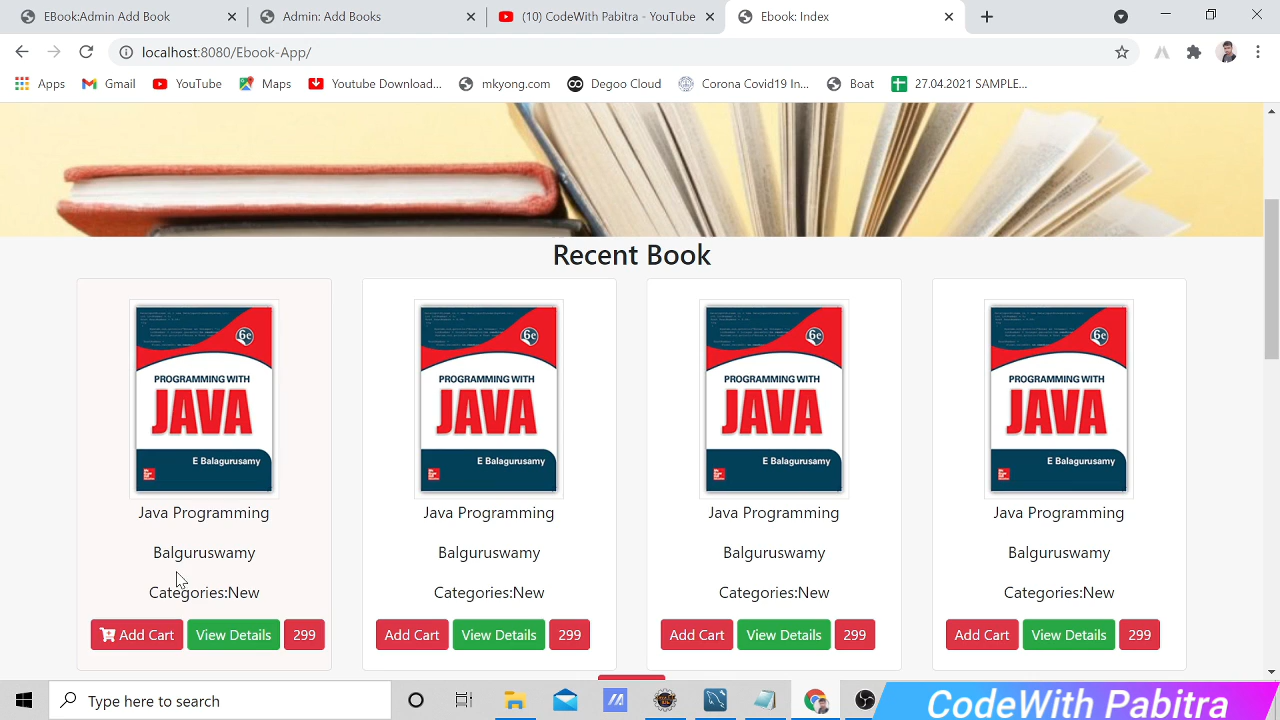 EBook:Admin Add Book
Admin: Add Books
(10) CodeWith Pabitra - YouTube
Ebook: Index
localhost:8080/Ebook-App/
Apps
Gmail
YouTube
Maps
Youtube Download...
mkyong.com
Degoo Cloud
Corona Covid19 In...
Boat
27.04.2021 SAMPLE...
Recent Book
6e
PROGRAMMING WITH
JAVA
E Balagurusamy
Java Programming
Balguruswamy
Categories:New
Add Cart
View Details
299
6e
PROGRAMMING WITH
JAVA
E Balagurusamy
Java Programming
Balguruswamy
Categories:New
Add Cart
View Details
299
6e
PROGRAMMING WITH
JAVA
E Balagurusamy
Java Programming
Balguruswamy
Categories:New
Add Cart
View Details
299
6e
PROGRAMMING WITH
JAVA
E Balagurusamy
Java Programming
Balguruswamy
Categories:New
Add Cart
View Details
299
Type here to search
CodeWith Pabitra